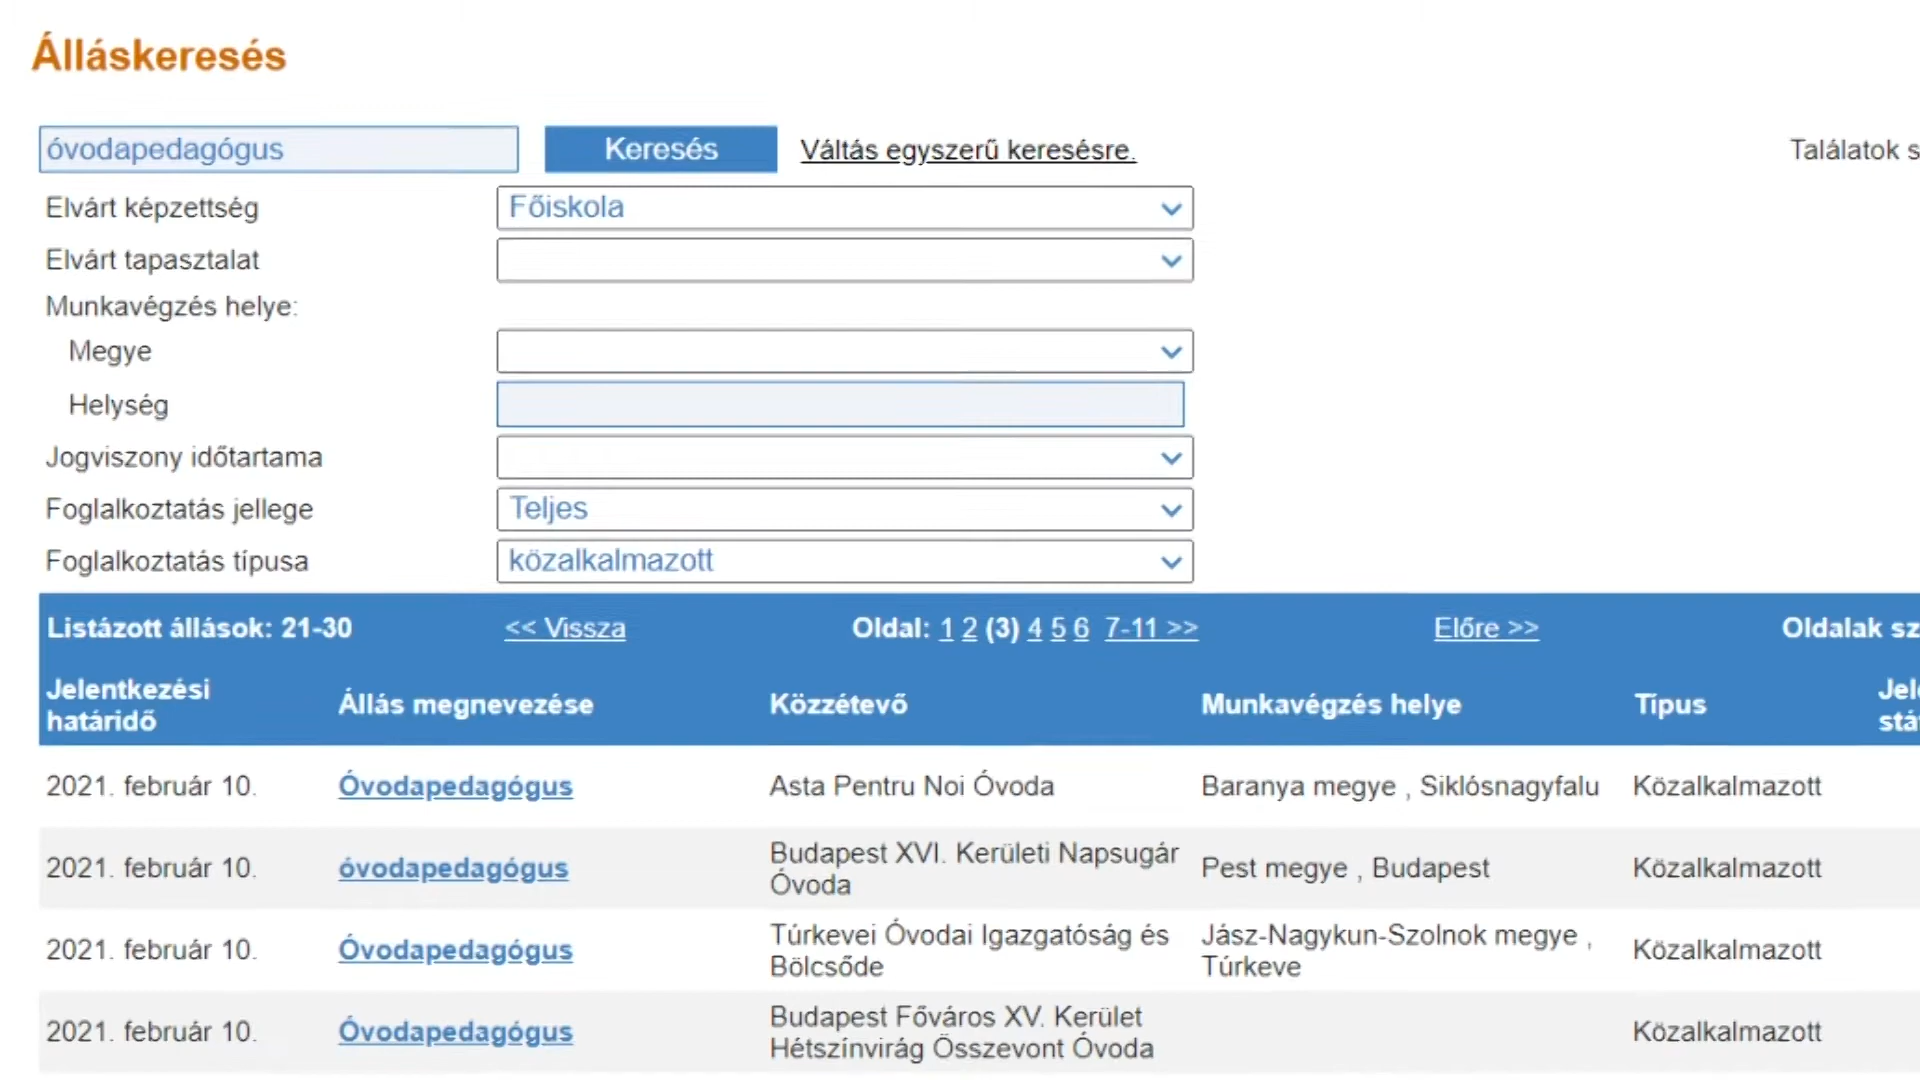 Álláskeresés
óvodapedagógus Keresés Váltás egyszerű keresésre. Találatok
Elvárt képzettség Főiskola
Elvárt tapasztalat
Munkavégzés helye:
Megye
Helység
Jogviszony időtartama
Foglalkoztatás jellege Teljes
Foglalkoztatás típusa közalkalmazott
Listázott állások: 21-30 << Vissza Oldal: 1 2 (3) 4 5 6 7-11 >> Előre >> Oldalak
Jelentkezési
határidő Állás megnevezése Közzétevő Munkavégzés helye Típus
2021. február 10. Óvodapedagógus Asta Pentru Noi Óvoda Baranya megye , Siklósnagyfalu Közalkalmazott
2021. február 10. óvodapedagógus Budapest XVI. Kerületi Napsugár
Óvoda Pest megye , Budapest Közalkalmazott
2021. február 10. Óvodapedagógus Túrkevei Óvodai Igazgatóság és
Bölcsőde Jász-Nagykun-Szolnok megye ,
Túrkeve Közalkalmazott
2021. február 10. Óvodapedagógus Budapest Főváros XV. Kerület
Hétszínvirág Összevont Óvoda Közalkalmazott